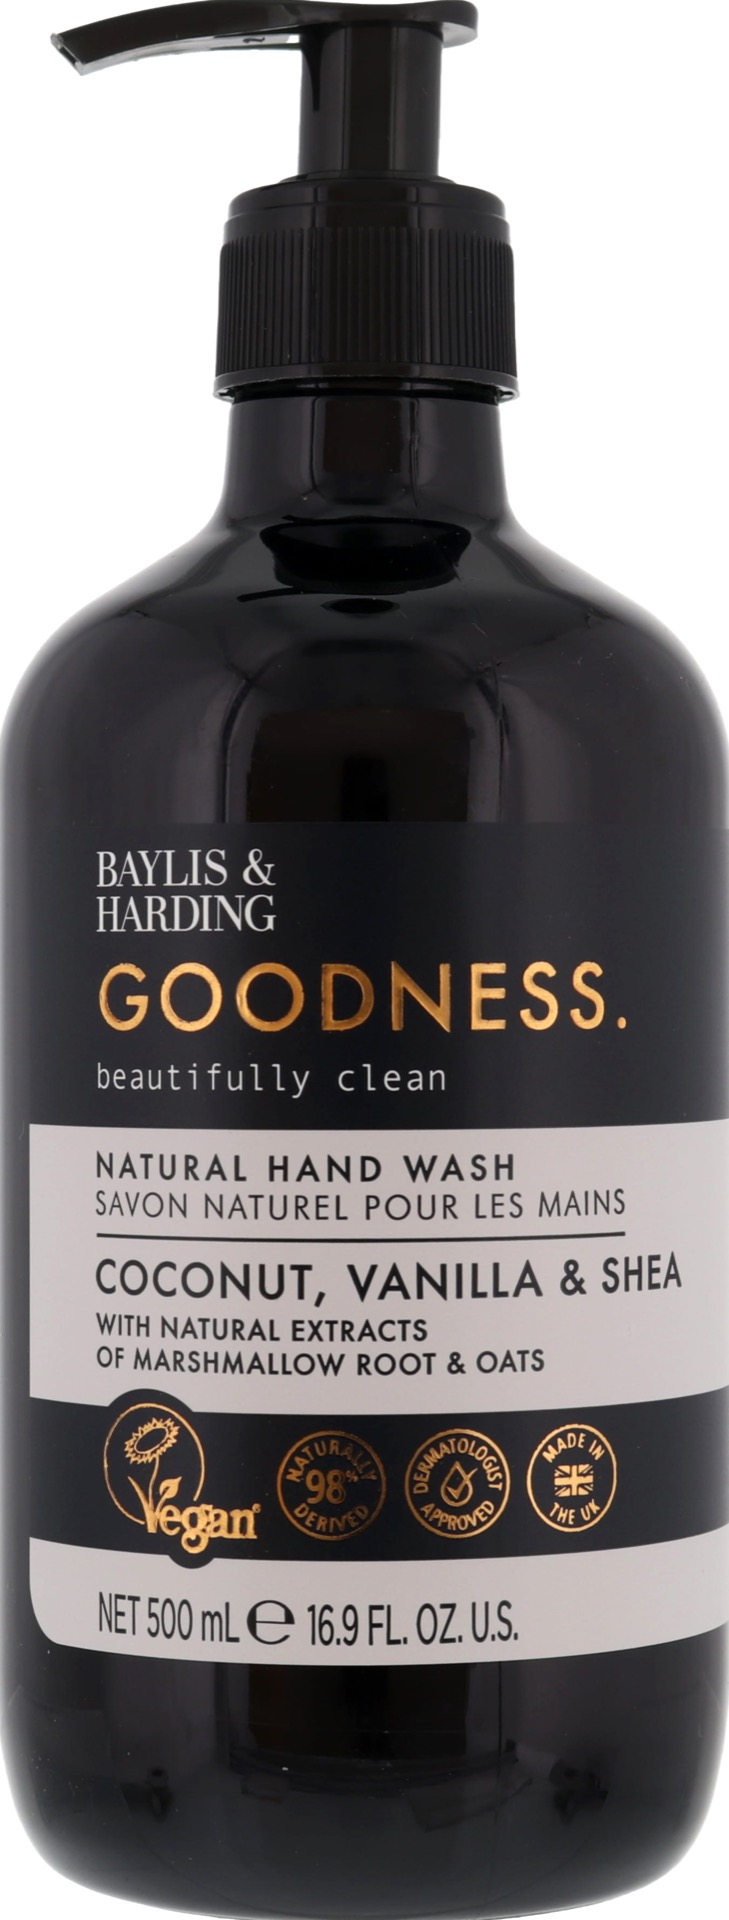 BAYLIS &
HARDING
GOODNESS.
beautifully clean
NATURAL HAND WASH
SAVON NATUREL POUR LES MAINS
COCONUT, VANILLA & SHEA
WITH NATURAL EXTRACTS
OF MARSHMALLOW ROOT & OATS
Vegan
NATURALLY
98%
DERIVED
DERMATOLOGIST
APPROVED
MADE IN
THE UK
NET 500 mL ℮ 16.9 FL. OZ. U.S.